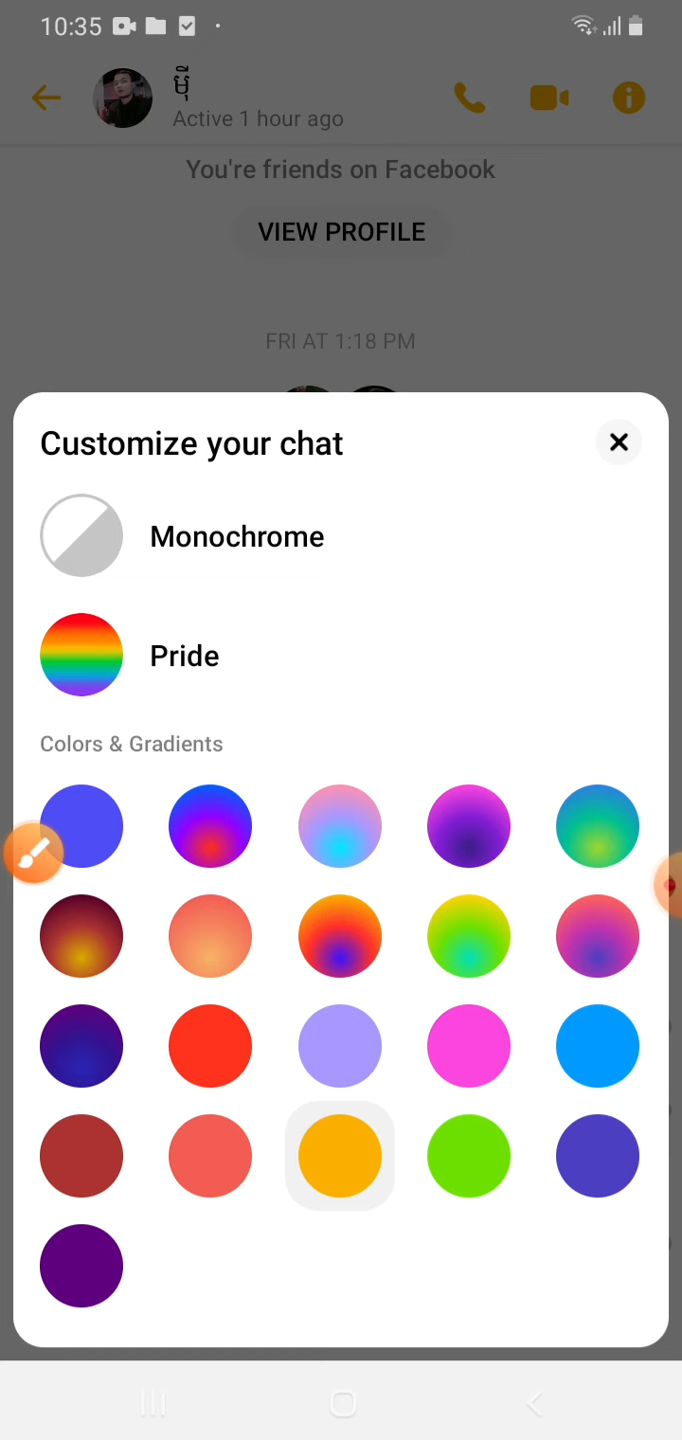 10:35
ម៉ី
Active 1 hour ago
You're friends on Facebook
VIEW PROFILE
FRI AT 1:18 PM
Customize your chat
Monochrome
Pride
Colors & Gradients